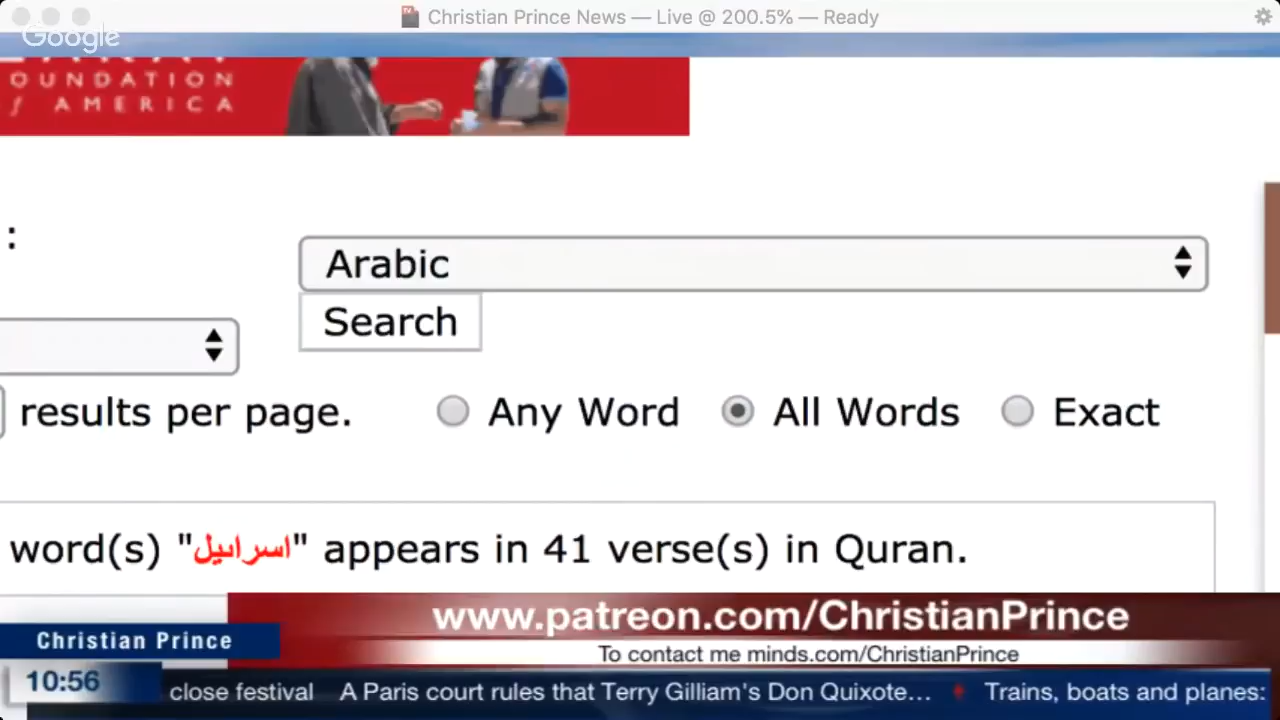 Christian Prince News — Live @ 200.5% — Ready
Google
OUNDATION
f AMERICA
:
Arabic
Search
results per page.
Any Word
All Words
Exact
word(s) "اسراىيل" appears in 41 verse(s) in Quran.
www.patreon.com/ChristianPrince
Christian Prince
To contact me minds.com/ChristianPrince
10:56
close festival A Paris court rules that Terry Gilliam's Don Quixote... Trains, boats and planes: